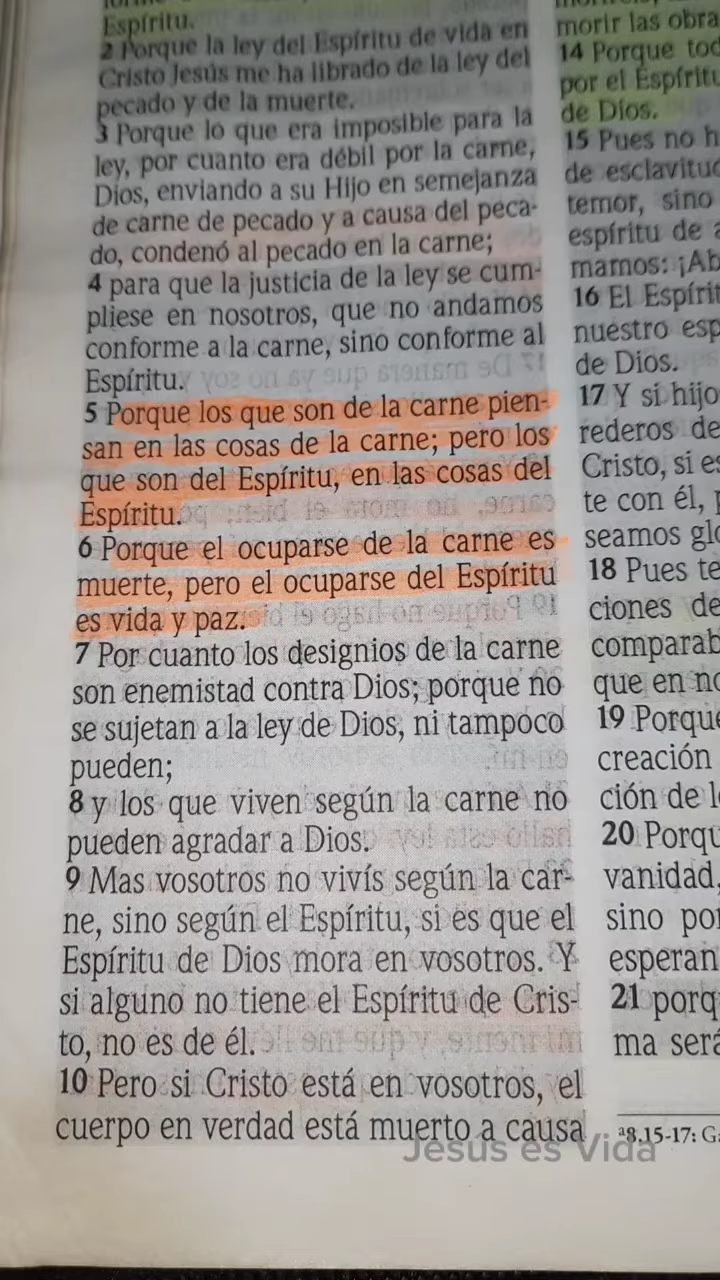 Espíritu.
2 Porque la ley del Espíritu de vida en
Cristo Jesús me ha librado de la ley del
pecado y de la muerte.
3 Porque lo que era imposible para la
ley, por cuanto era débil por la carne,
Dios, enviando a su Hijo en semejanza
de carne de pecado y a causa del peca-
do, condenó al pecado en la carne;
4 para que la justicia de la ley se cum-
pliese en nosotros, que no andamos
conforme a la carne, sino conforme al
Espíritu.
5 Porque los que son de la carne pien-
san en las cosas de la carne; pero los
que son del Espíritu, en las cosas del
Espíritu.
6 Porque el ocuparse de la carne es
muerte, pero el ocuparse del Espíritu
es vida y paz.
7 Por cuanto los designios de la carne
son enemistad contra Dios; porque no
se sujetan a la ley de Dios, ni tampoco
pueden;
8 y los que viven según la carne no
pueden agradar a Dios.
9 Mas vosotros no vivís según la car-
ne, sino según el Espíritu, si es que el
Espíritu de Dios mora en vosotros. Y
si alguno no tiene el Espíritu de Cris-
to, no es de él.
10 Pero si Cristo está en vosotros, el
cuerpo en verdad está muerto a causa
morir las obra
14 Porque tod
por el Espíritu
de Dios.
15 Pues no h
de esclavitud
temor, sino
espíritu de a
mamos: ¡Ab
16 El Espírit
nuestro esp
de Dios.
17 Y si hijo
rederos de
Cristo, si es
te con él, p
seamos glo
18 Pues te
ciones de
comparab
que en no
19 Porque
creación
ción de l
20 Porqu
vanidad,
sino por
esperan
21 porq
ma será
ª8.15-17: G
Jesús es Vida